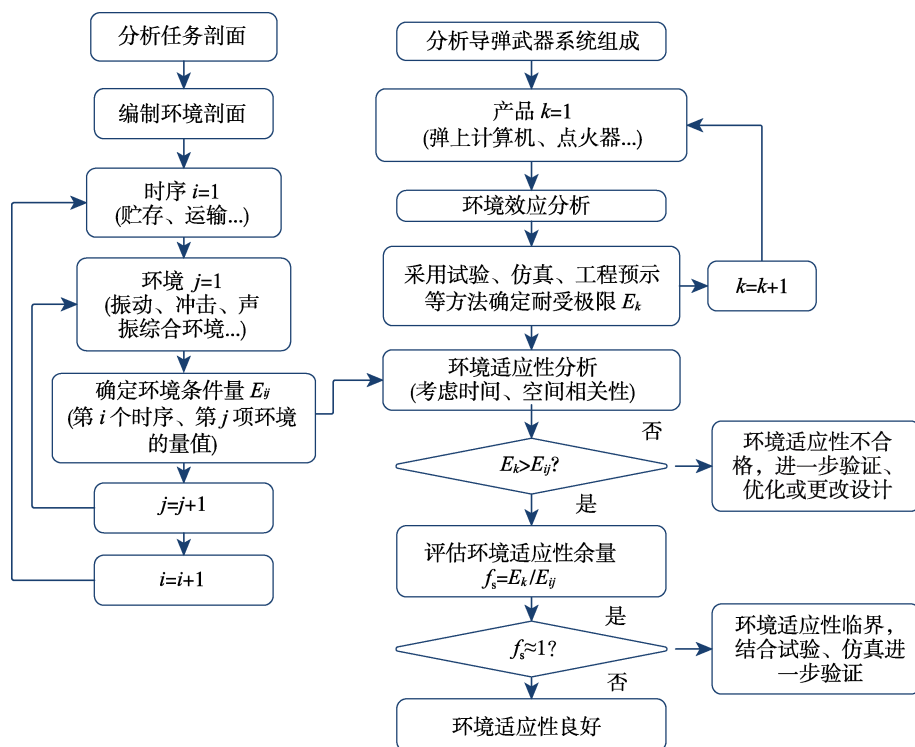 分析任务剖面
编制环境剖面
时序 i=1
(贮存、运输...)
环境 j=1
(振动、冲击、声
振综合环境...)
确定环境条件量 Eij
(第 i 个时序、第 j 项环境
的量值)
j=j+1
i=i+1
分析导弹武器系统组成
产品 k=1
(弹上计算机、点火器...)
环境效应分析
采用试验、仿真、工程预示
等方法确定耐受极限 Ek
k=k+1
环境适应性分析
(考虑时间、空间相关性)
Ek>Eij?
否
环境适应性不合
格，进一步验证、
优化或更改设计
是
评估环境适应性余量
fs=Ek/Eij
fs≈1?
是
环境适应性临界，
结合试验、仿真进
一步验证
否
环境适应性良好